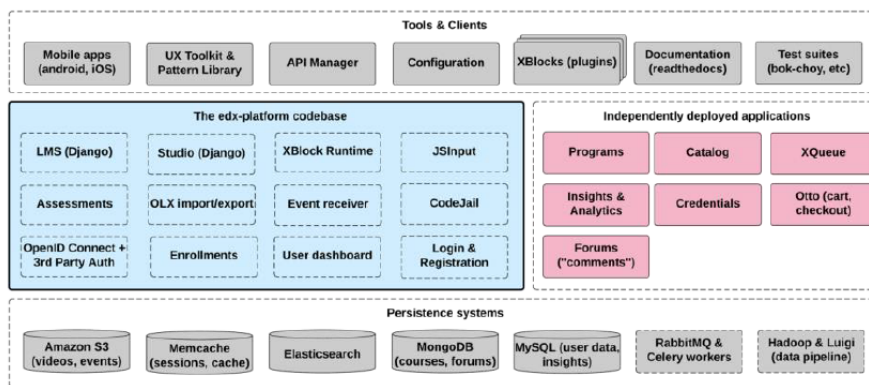 Tools & Clients
Mobile apps
(android, iOS)
UX Toolkit &
Pattern Library
API Manager
Configuration
XBlocks (plugins)
Documentation
(readthedocs)
Test suites
(bok-choy, etc)
The edx-platform codebase
LMS (Django)
Studio (Django)
XBlock Runtime
JSInput
Assessments
OLX import/export
Event receiver
CodeJail
OpenID Connect +
3rd Party Auth
Enrollments
User dashboard
Login &
Registration
Independently deployed applications
Programs
Catalog
XQueue
Insights &
Analytics
Credentials
Otto (cart,
checkout)
Forums
("comments")
Persistence systems
Amazon S3
(videos, events)
Memcache
(sessions, cache)
Elasticsearch
MongoDB
(courses, forums)
MySQL (user data,
insights)
RabbitMQ &
Celery workers
Hadoop & Luigi
(data pipeline)